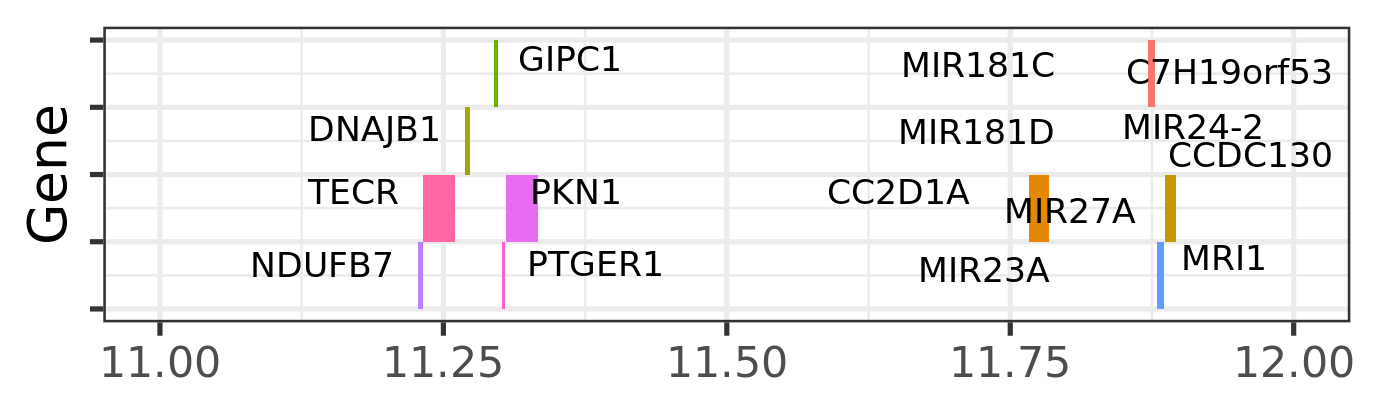 Gene
GIPC1
MIR181C
C7H19orf53
DNAJB1
MIR181D
MIR24-2
CCDC130
TECR
PKN1
CC2D1A
MIR27A
NDUFB7
PTGER1
MIR23A
MRI1
11.00 11.25 11.50 11.75 12.00